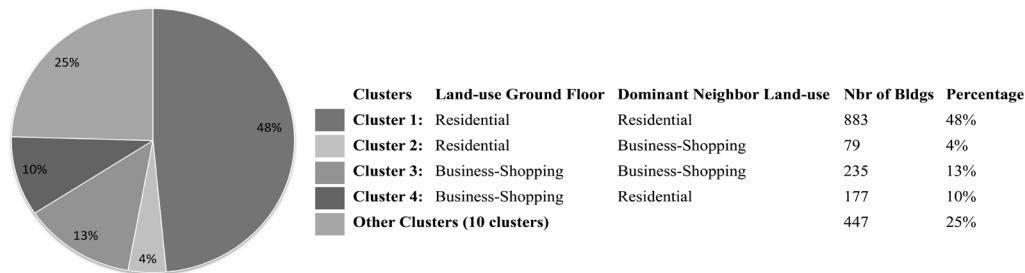 25%
48%
10%
13%
4%
Clusters Land-use Ground Floor Dominant Neighbor Land-use Nbr of Bldgs Percentage
Cluster 1: Residential Residential 883 48%
Cluster 2: Residential Business-Shopping 79 4%
Cluster 3: Business-Shopping Business-Shopping 235 13%
Cluster 4: Business-Shopping Residential 177 10%
Other Clusters (10 clusters) 447 25%